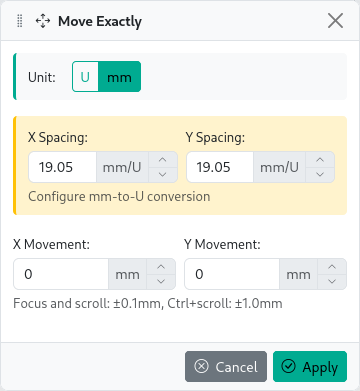 Move Exactly
Unit: U mm
X Spacing: Y Spacing:
19.05 mm/U 19.05 mm/U
Configure mm-to-U conversion
X Movement: Y Movement:
0 mm 0 mm
Focus and scroll: ±0.1mm, Ctrl+scroll: ±1.0mm
Cancel Apply